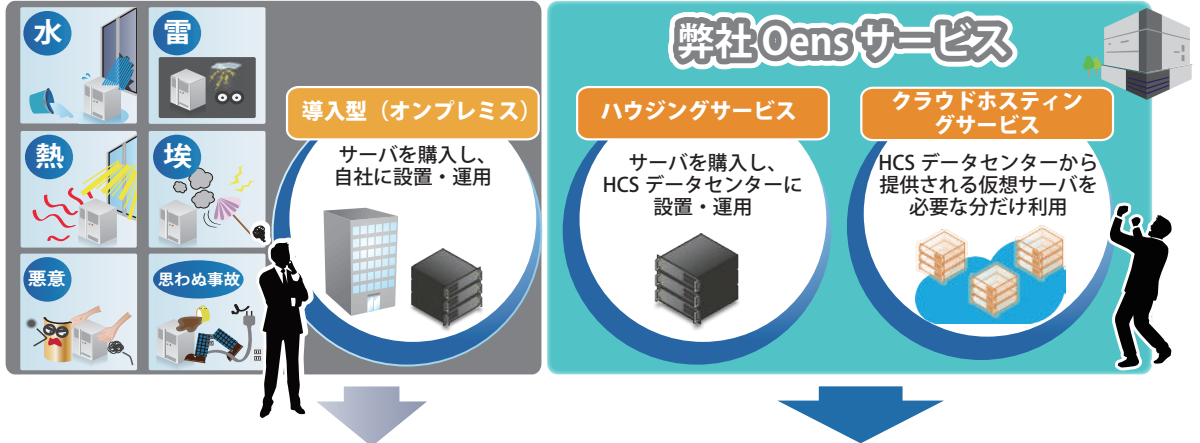 水
雷
熱
埃
悪意
思わぬ事故
導入型（オンプレミス）
サーバを購入し、
自社に設置・運用
弊社 Oens サービス
ハウジングサービス
サーバを購入し、
HCS データセンターに
設置・運用
クラウドホスティン
グサービス
HCS データセンターから
提供される仮想サーバを
必要な分だけ利用